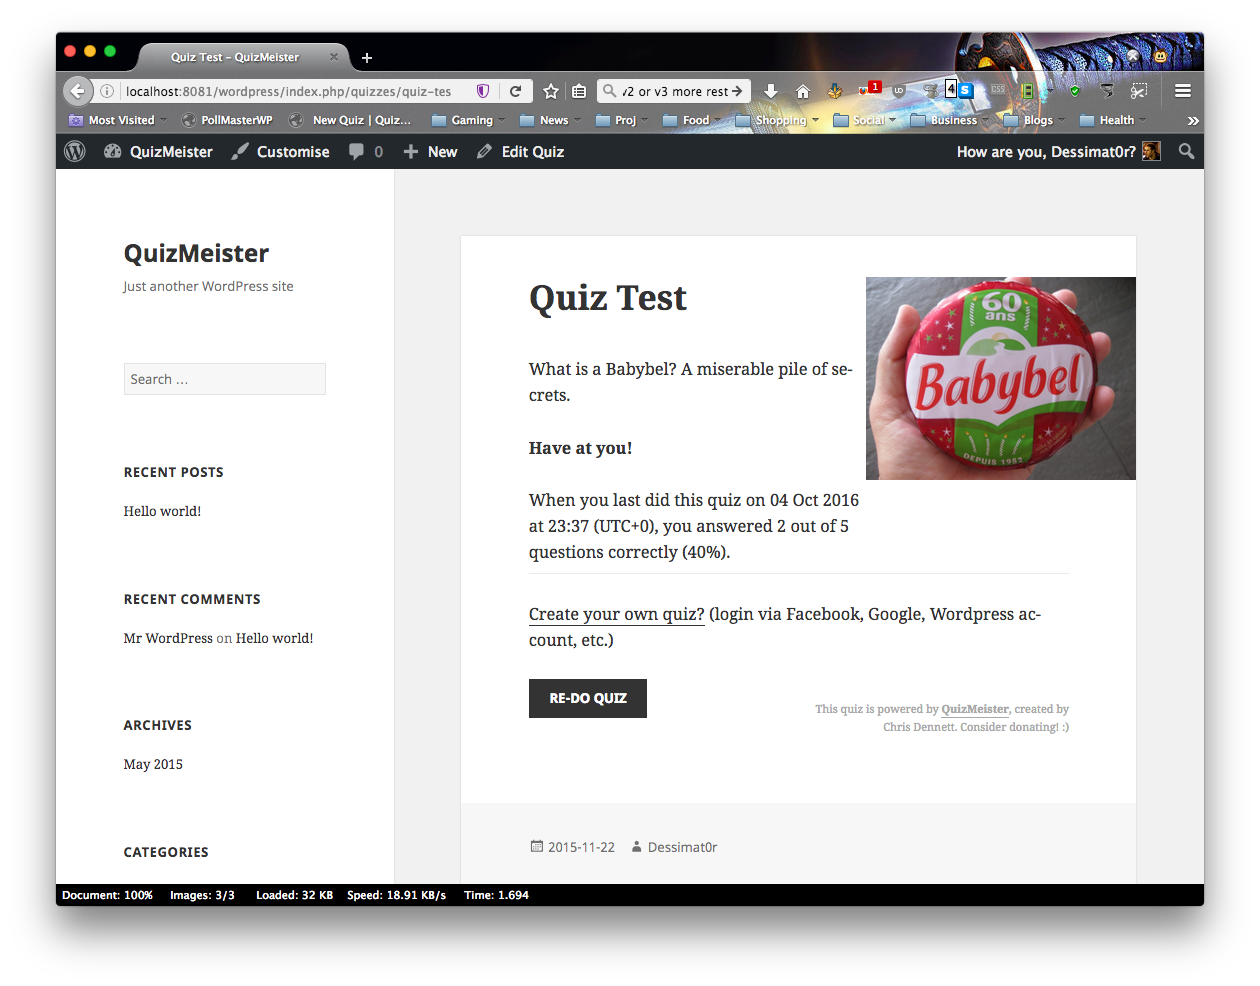 Quiz Test – QuizMeister
localhost:8081/wordpress/index.php/quizzes/quiz-tes
v2 or v3 more rest
1
4
S
CSS
Most Visited
PollMasterWP
New Quiz | Quiz...
Gaming
News
Proj
Food
Shopping
Social
Business
Blogs
Health
QuizMeister
Customise
0
New
Edit Quiz
How are you, Dessimat0r?
QuizMeister
Just another WordPress site
Search …
RECENT POSTS
Hello world!
RECENT COMMENTS
Mr WordPress on Hello world!
ARCHIVES
May 2015
CATEGORIES
Quiz Test
60
ans
Babybel
DEPUIS 1952
What is a Babybel? A miserable pile of se-
crets.
Have at you!
When you last did this quiz on 04 Oct 2016
at 23:37 (UTC+0), you answered 2 out of 5
questions correctly (40%).
Create your own quiz? (login via Facebook, Google, Wordpress ac-
count, etc.)
RE-DO QUIZ
This quiz is powered by QuizMeister, created by
Chris Dennett. Consider donating! :)
2015-11-22
Dessimat0r
Document: 100%
Images: 3/3
Loaded: 32 KB
Speed: 18.91 KB/s
Time: 1.694